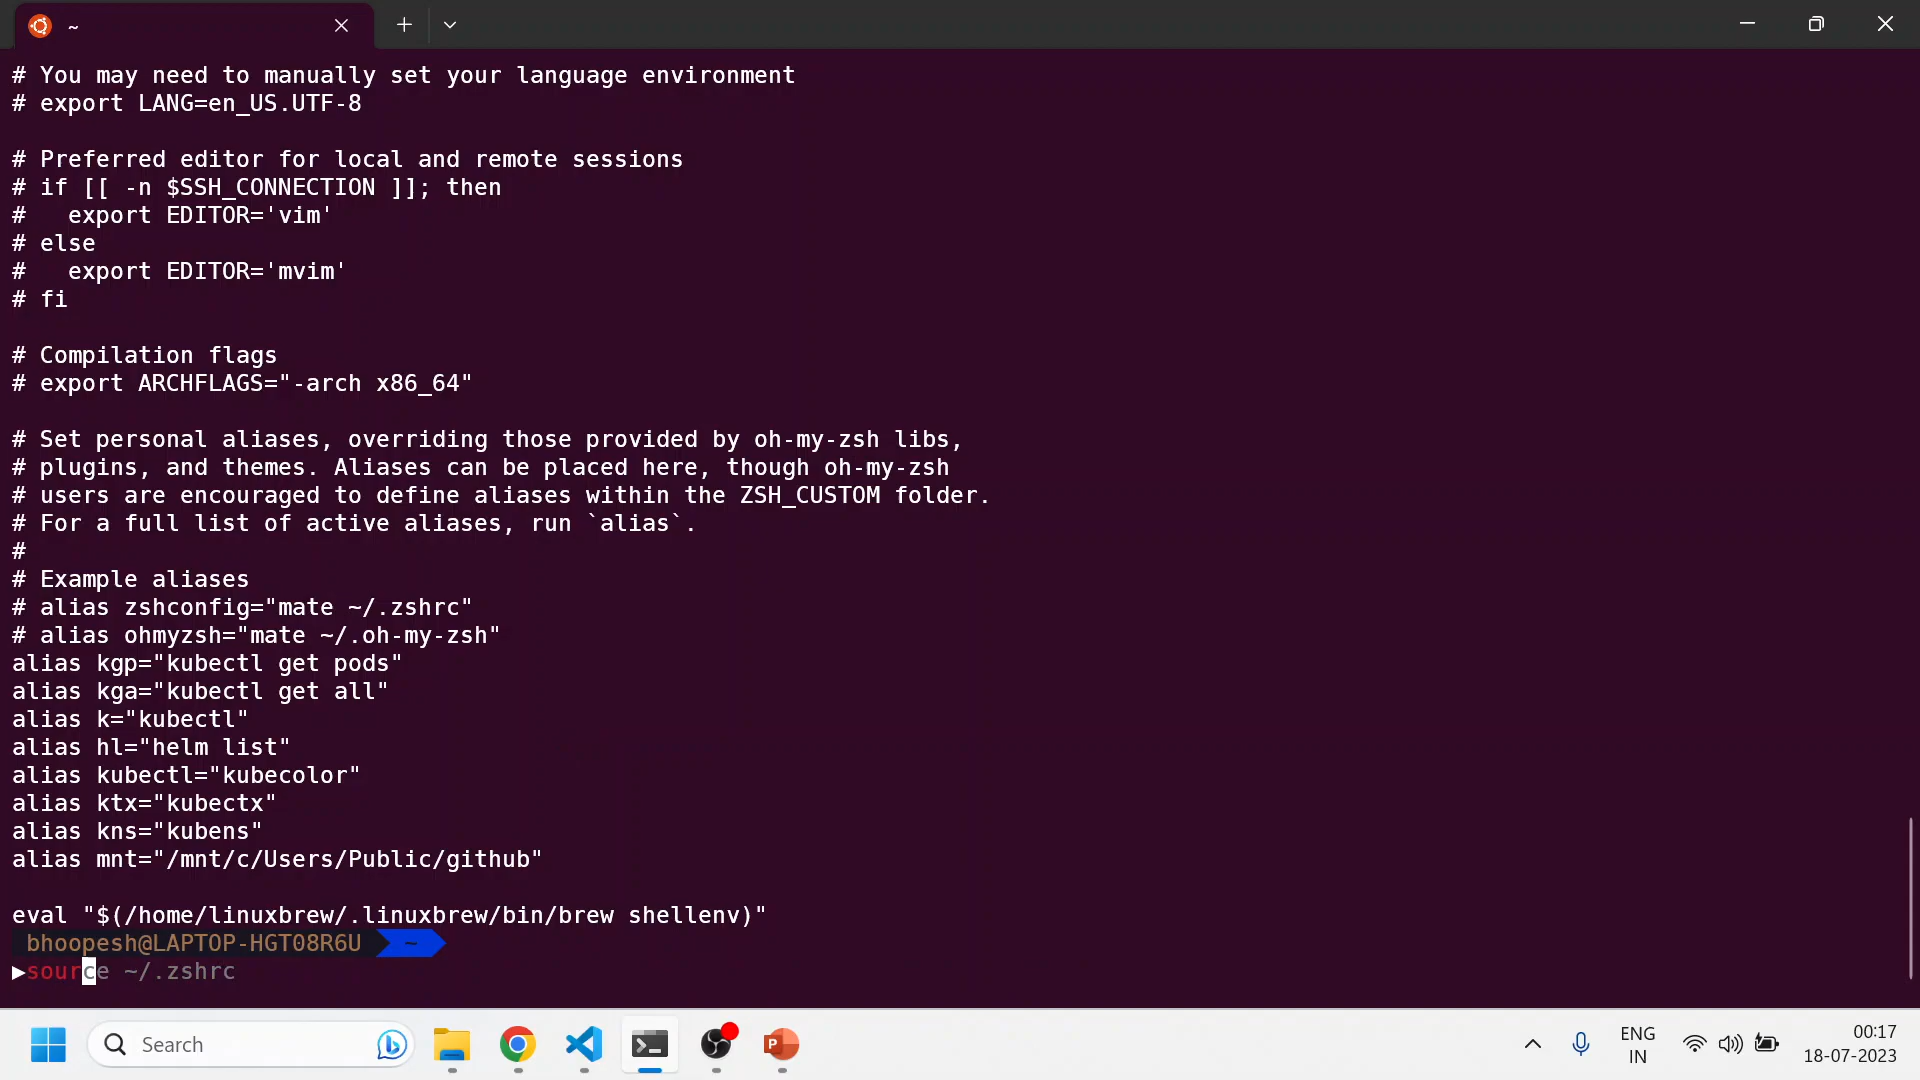 ~
# You may need to manually set your language environment
# export LANG=en_US.UTF-8
# Preferred editor for local and remote sessions
# if [[ -n $SSH_CONNECTION ]]; then
#   export EDITOR='vim'
# else
#   export EDITOR='mvim'
# fi
# Compilation flags
# export ARCHFLAGS="-arch x86_64"
# Set personal aliases, overriding those provided by oh-my-zsh libs,
# plugins, and themes. Aliases can be placed here, though oh-my-zsh
# users are encouraged to define aliases within the ZSH_CUSTOM folder.
# For a full list of active aliases, run `alias`.
#
# Example aliases
# alias zshconfig="mate ~/.zshrc"
# alias ohmyzsh="mate ~/.oh-my-zsh"
alias kgp="kubectl get pods"
alias kga="kubectl get all"
alias k="kubectl"
alias hl="helm list"
alias kubectl="kubecolor"
alias ktx="kubectx"
alias kns="kubens"
alias mnt="/mnt/c/Users/Public/github"
eval "$(/home/linuxbrew/.linuxbrew/bin/brew shellenv)"
bhoopesh@LAPTOP-HGT08R6U ~
▶source ~/.zshrc
Search
P
ENG
IN
00:17
18-07-2023